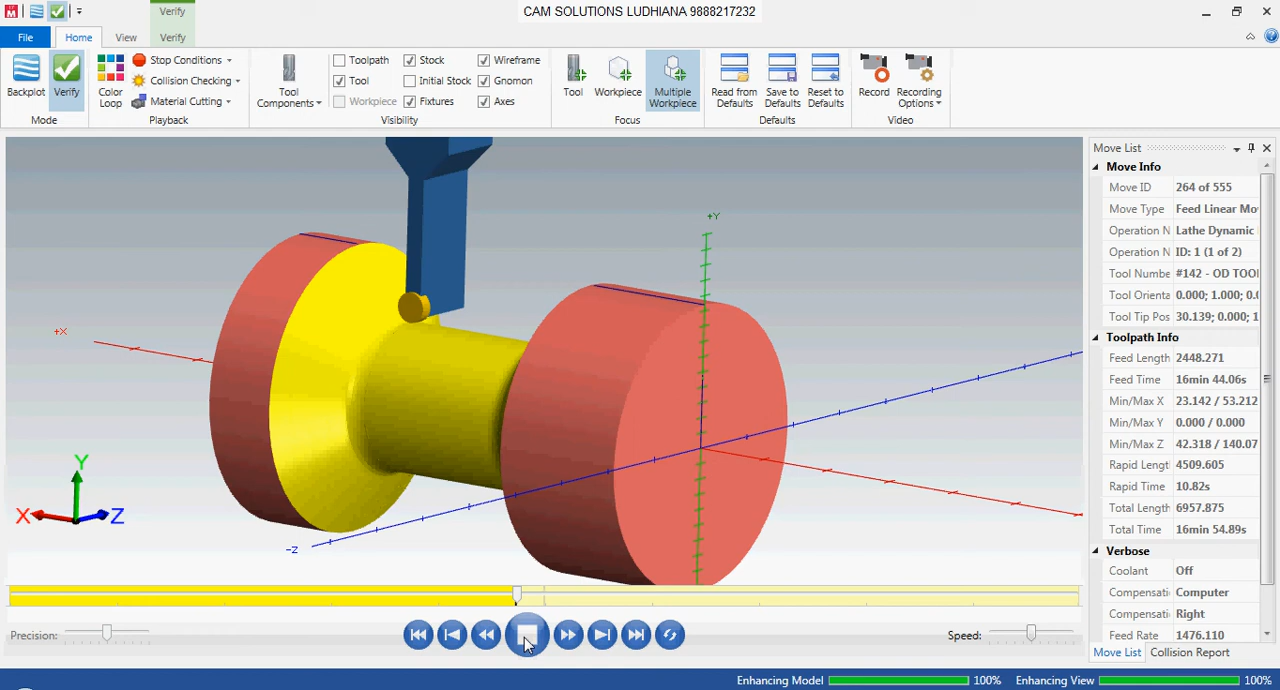 CAM SOLUTIONS LUDHIANA 9888217232
Verify
File Home View Verify
Backplot
Verify
Mode
Color Loop
Stop Conditions
Collision Checking
Material Cutting
Playback
Tool Components
Toolpath
Tool
Workpiece
Stock
Initial Stock
Fixtures
Wireframe
Gnomon
Axes
Visibility
Tool
Workpiece
Multiple Workpiece
Focus
Read from Defaults
Save to Defaults
Reset to Defaults
Defaults
Record
Recording Options
Video
+Y
+X
-Z
Y
X
Z
Move List
Move Info
Move ID 264 of 555
Move Type Feed Linear Mo
Operation N Lathe Dynamic
Operation N ID: 1 (1 of 2)
Tool Numbe #142 - OD TOO
Tool Orienta 0.000; 1.000; 0.
Tool Tip Pos 30.139; 0.000; 1
Toolpath Info
Feed Length 2448.271
Feed Time 16min 44.06s
Min/Max X 23.142 / 53.212
Min/Max Y 0.000 / 0.000
Min/Max Z 42.318 / 140.07
Rapid Lengt 4509.605
Rapid Time 10.82s
Total Length 6957.875
Total Time 16min 54.89s
Verbose
Coolant Off
Compensati Computer
Compensati Right
Feed Rate 1476.110
Move List Collision Report
Precision:
Speed:
Enhancing Model 100% Enhancing View 100%